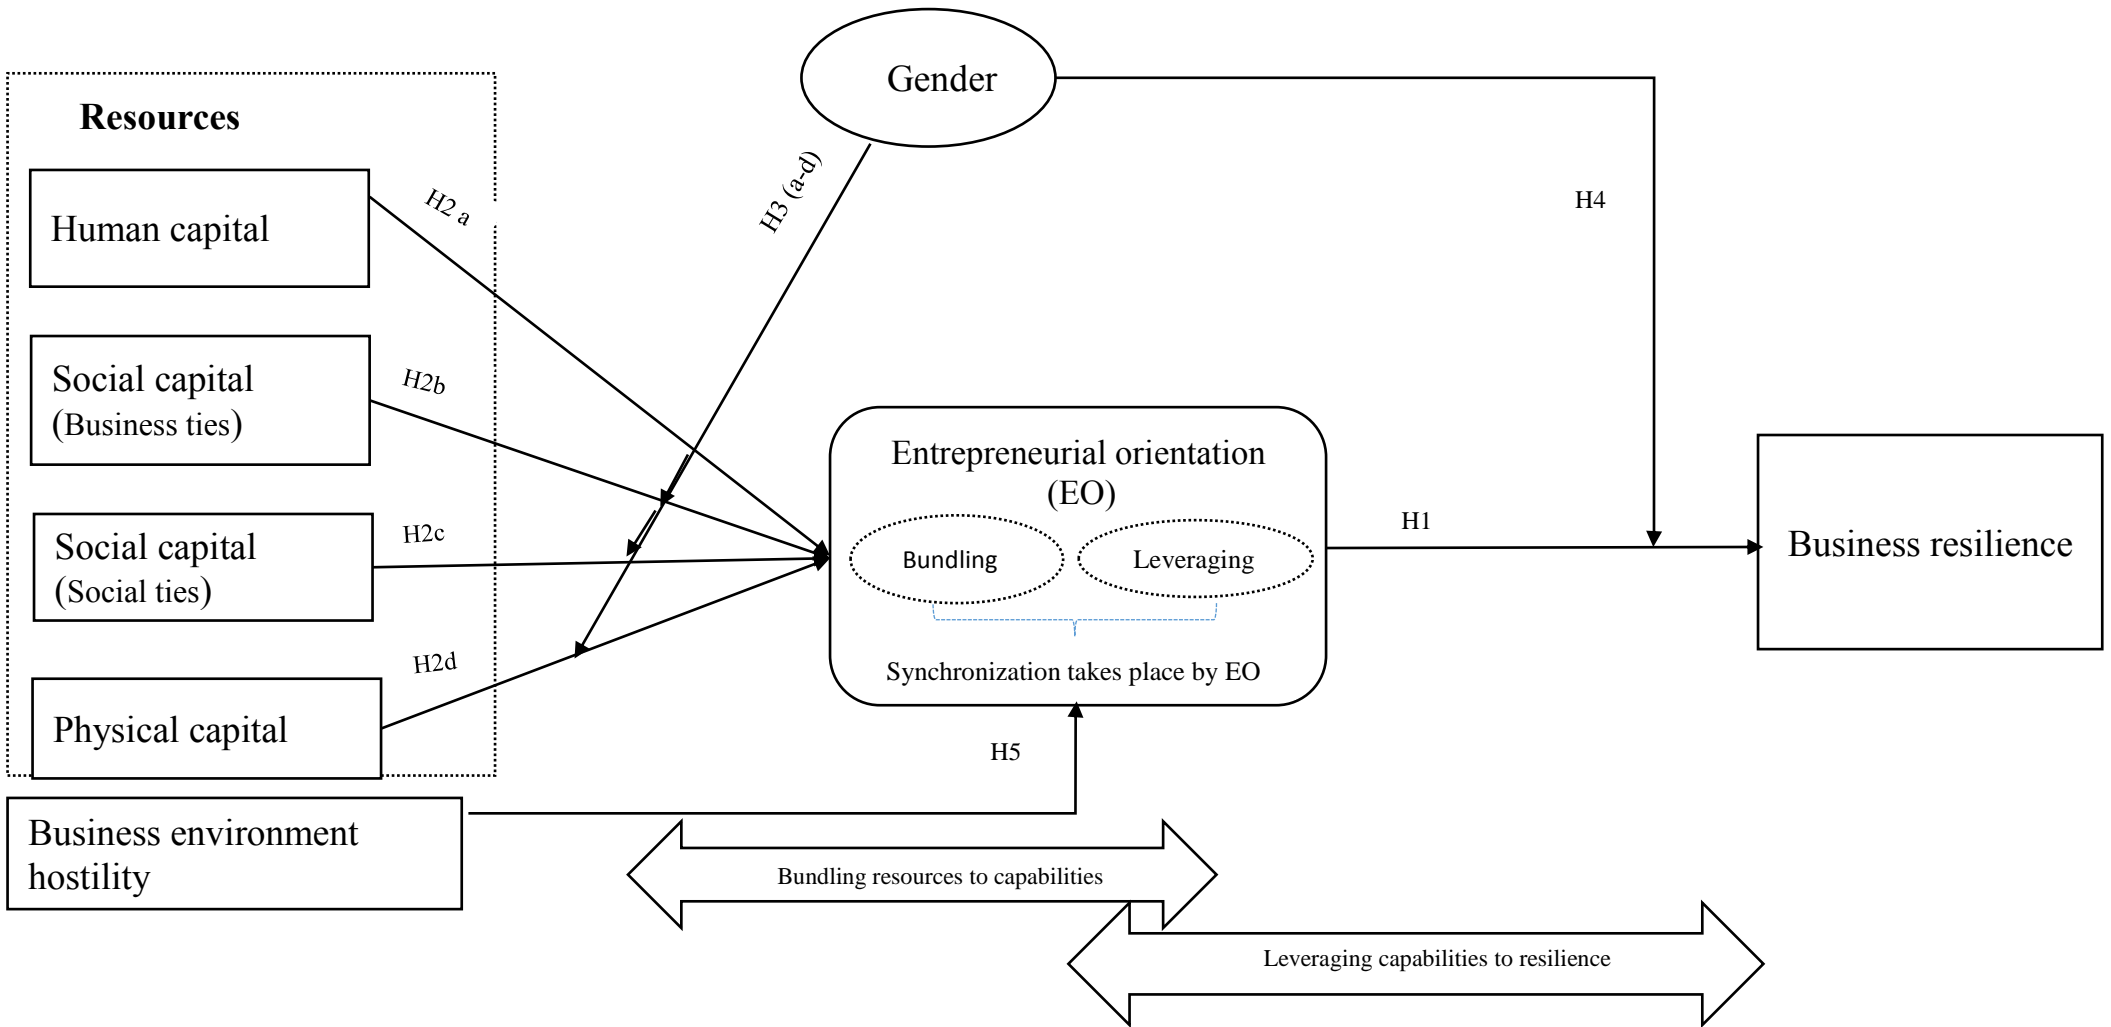 Gender
Resources
Human capital
H2 a
H3 (a-d)
H4
Social capital
(Business ties)
H2b
Entrepreneurial orientation
(EO)
Bundling
Leveraging
Synchronization takes place by EO
H1
Business resilience
Social capital
(Social ties)
H2c
Physical capital
H2d
H5
Business environment
hostility
Bundling resources to capabilities
Leveraging capabilities to resilience